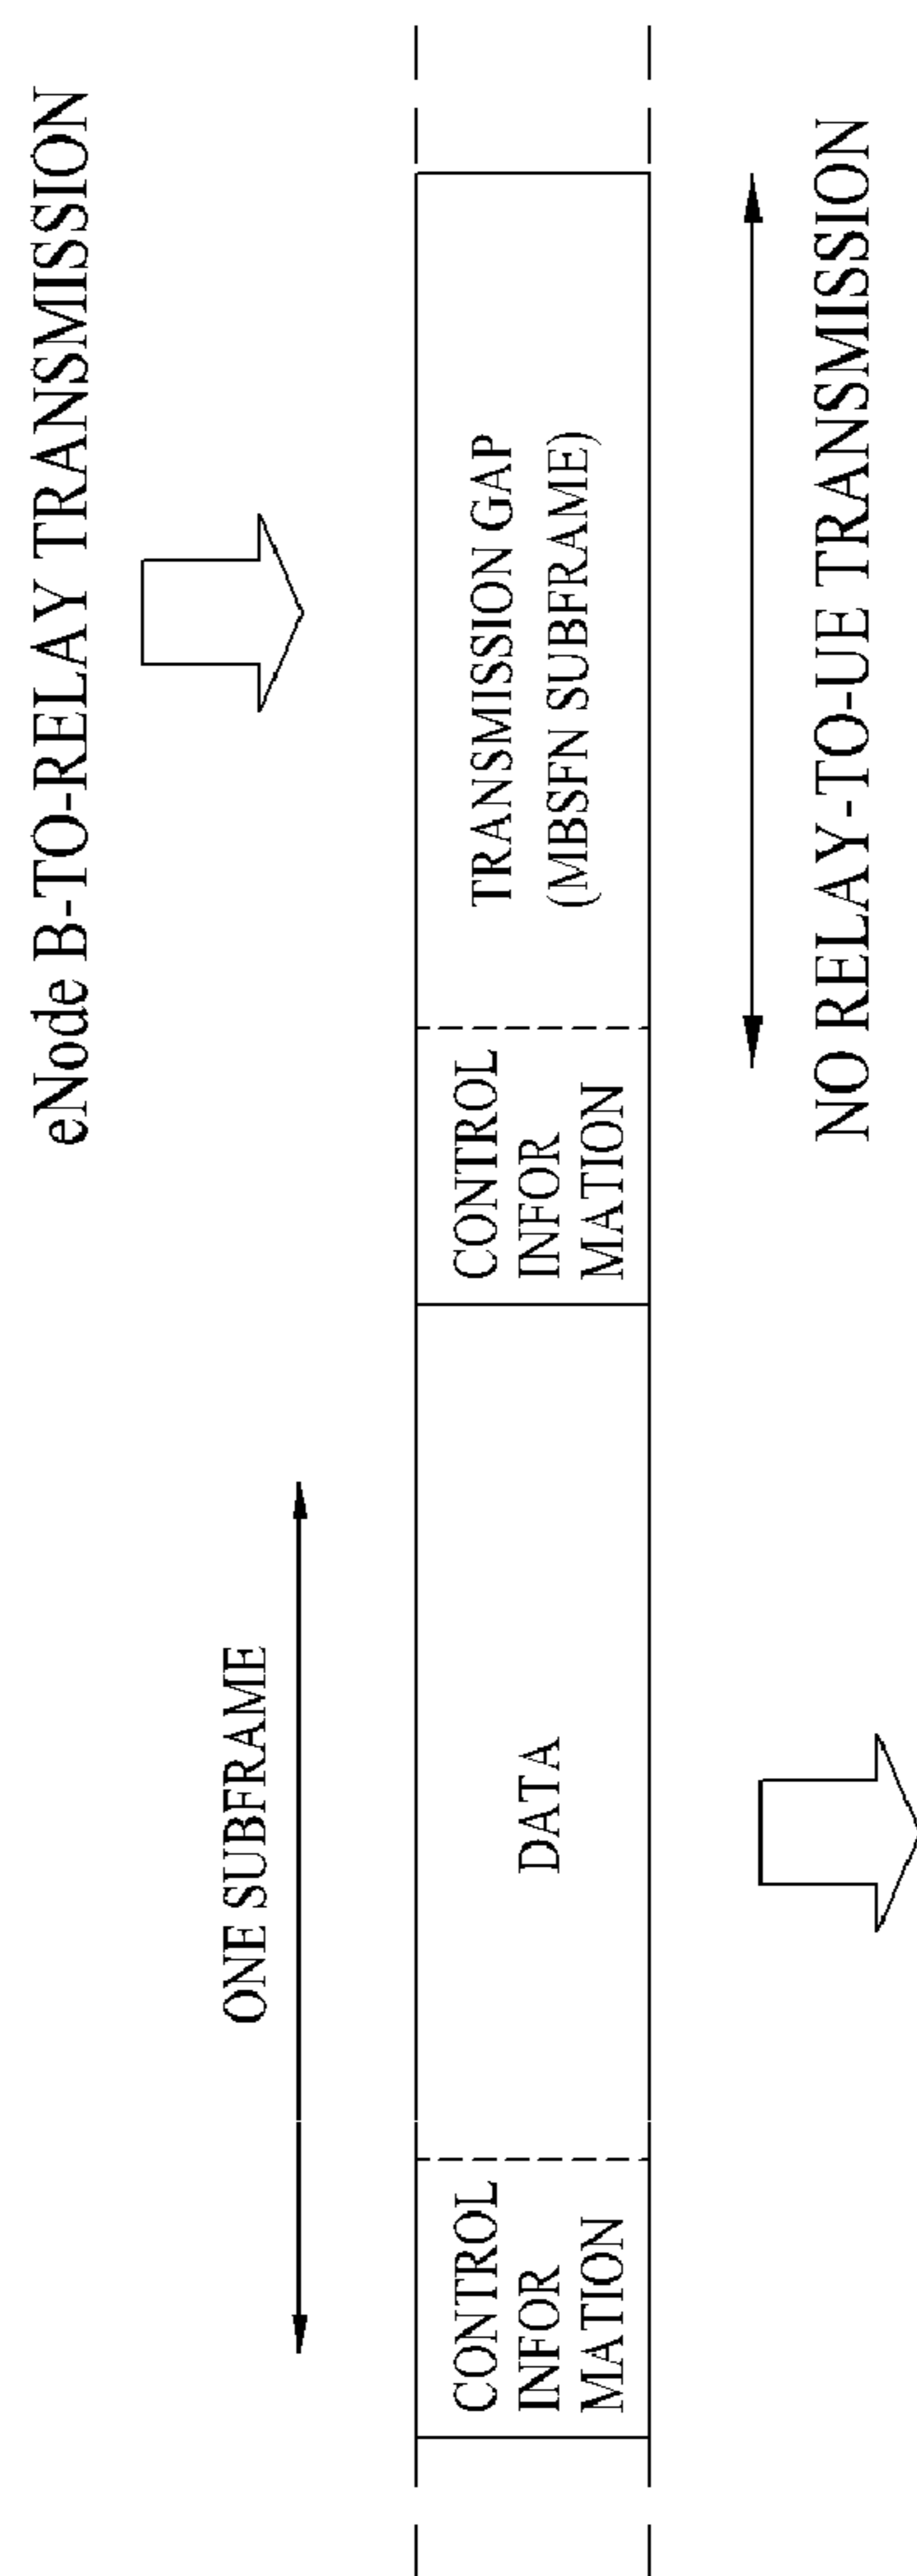 eNode B-TO-RELAY TRANSMISSION
ONE SUBFRAME
CONTROL
INFOR
MATION
DATA
CONTROL
INFOR
MATION
TRANSMISSION GAP
(MBSFN SUBFRAME)
NO RELAY-TO-UE TRANSMISSION